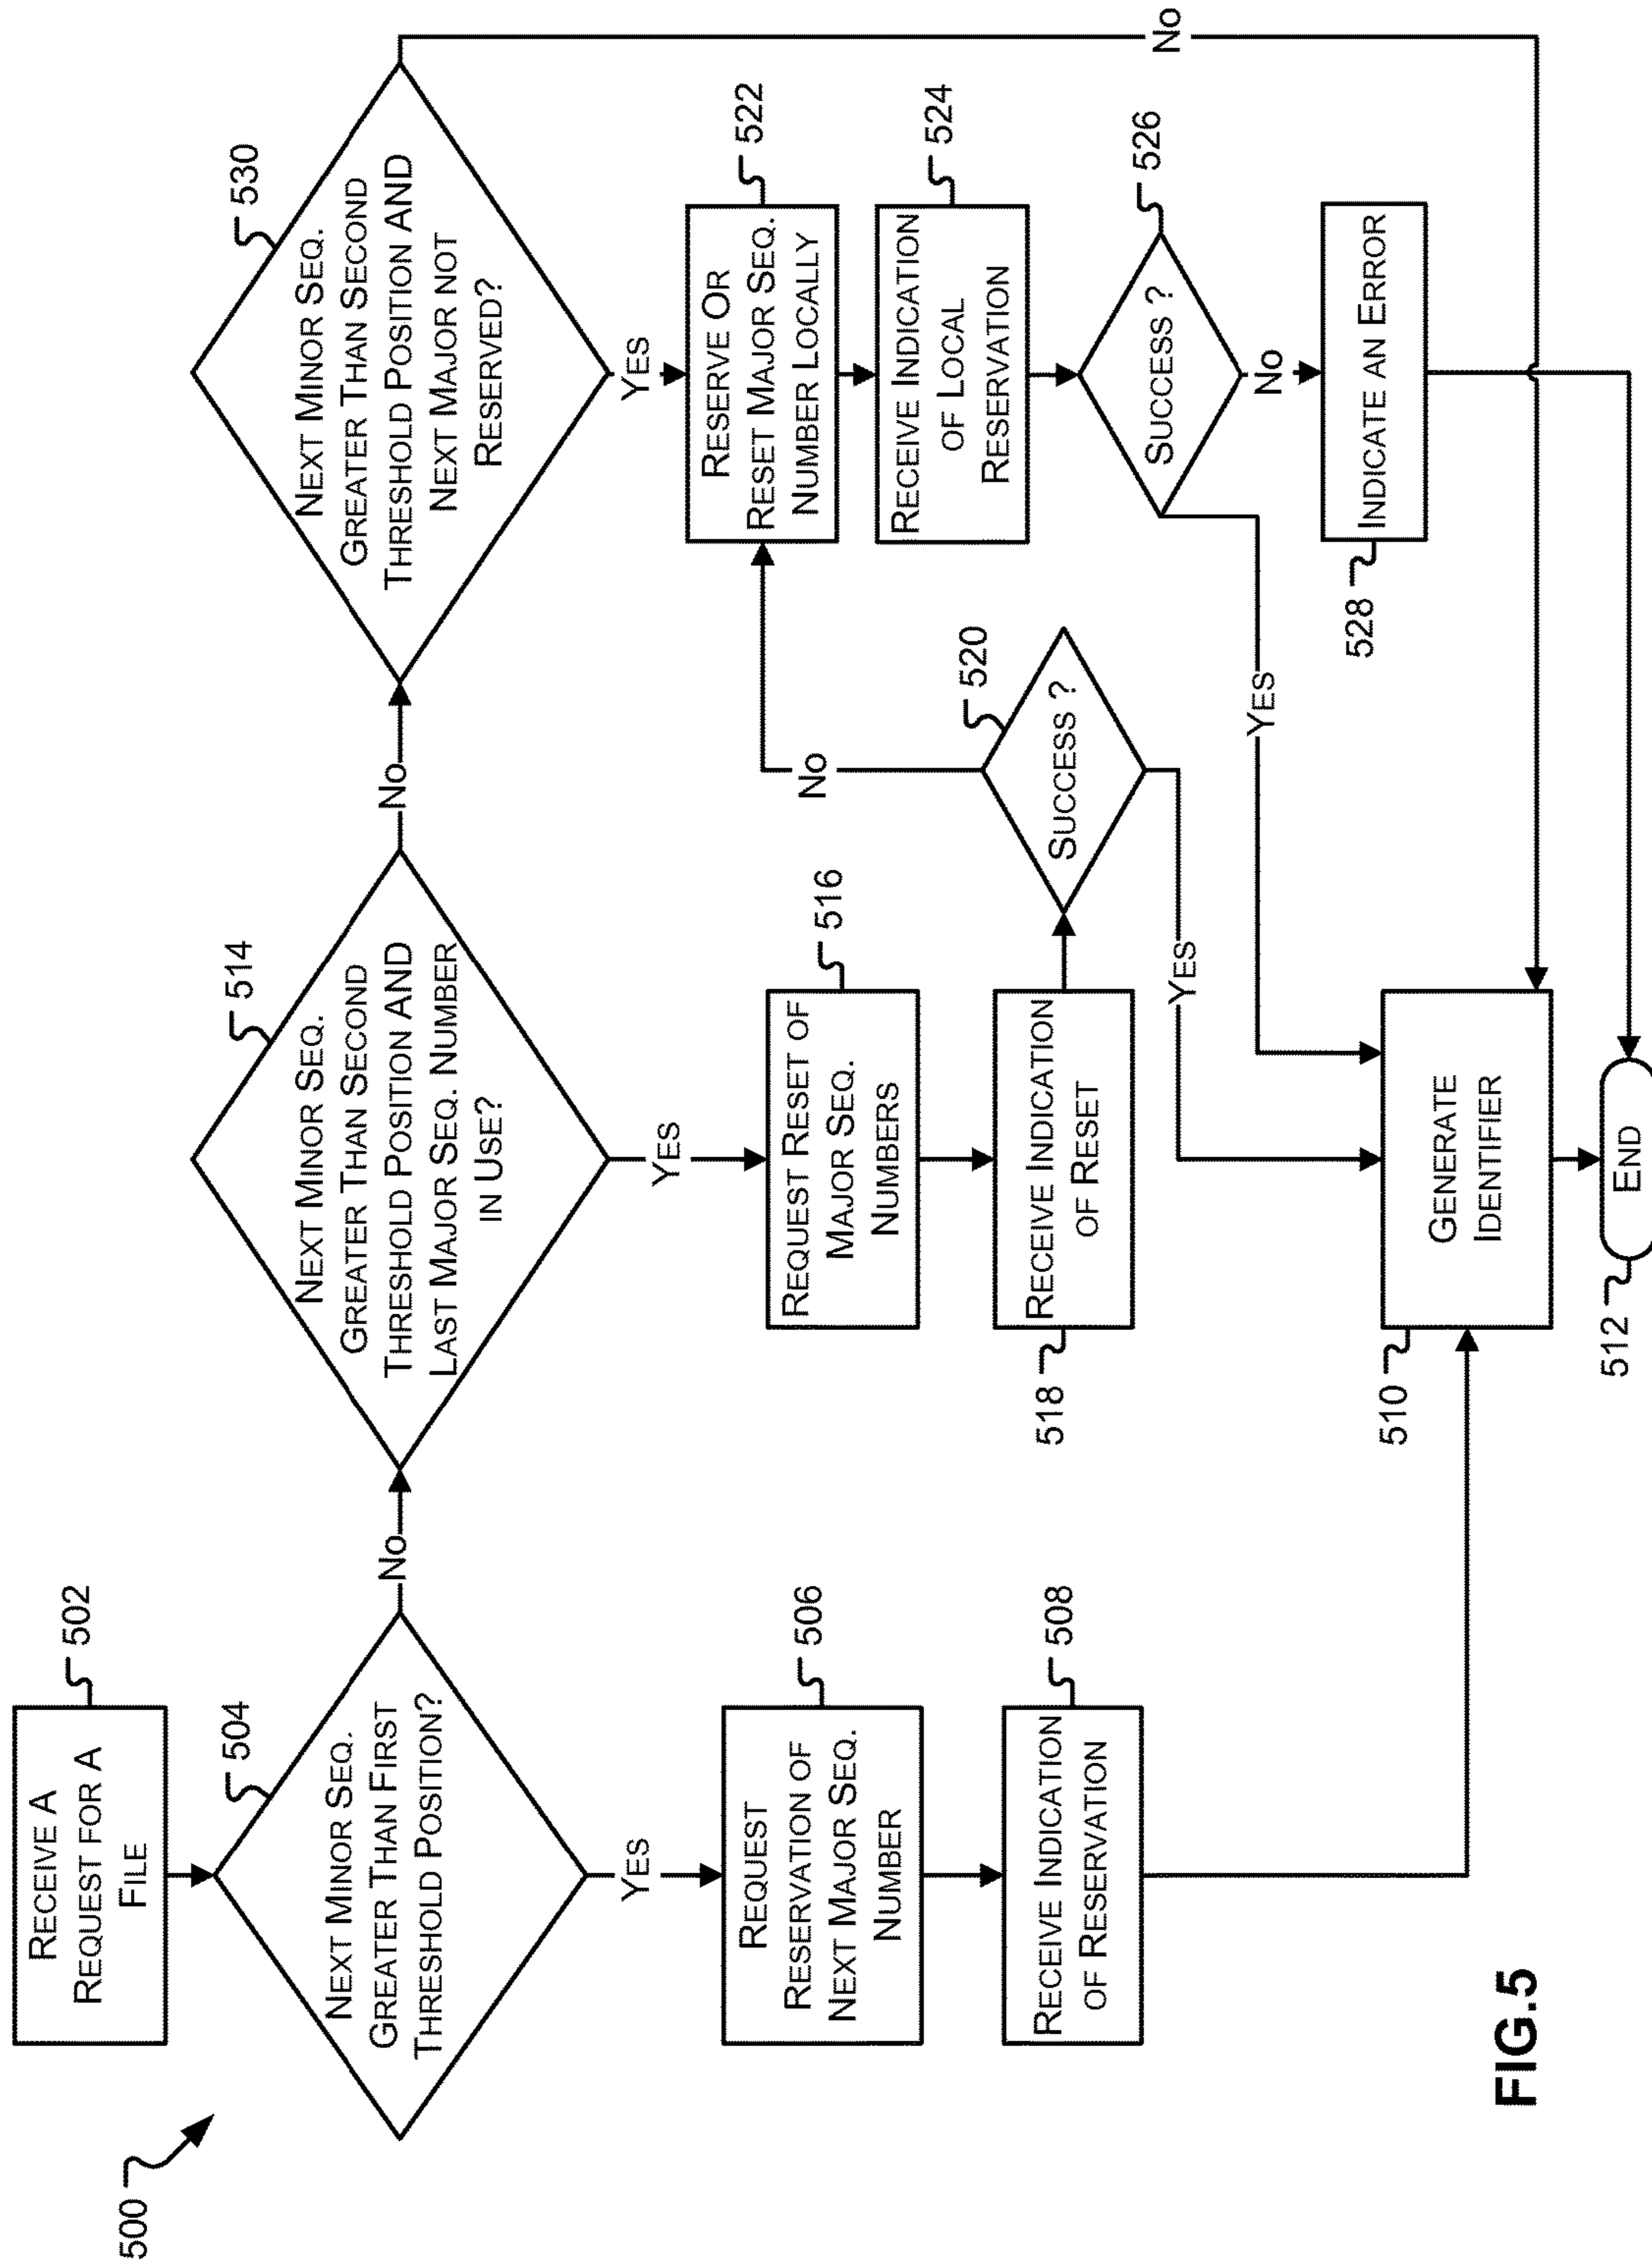 500
RECEIVE A
REQUEST FOR A
FILE
502
NEXT MINOR SEQ.
GREATER THAN FIRST
THRESHOLD POSITION?
504
YES
No
REQUEST
RESERVATION OF
NEXT MAJOR SEQ.
NUMBER
506
RECEIVE INDICATION
OF RESERVATION
508
NEXT MINOR SEQ.
GREATER THAN SECOND
THRESHOLD POSITION AND
LAST MAJOR SEQ. NUMBER
IN USE?
514
YES
No
REQUEST RESET OF
MAJOR SEQ.
NUMBERS
516
RECEIVE INDICATION
OF RESET
518
SUCCESS ?
520
No
YES
NEXT MINOR SEQ.
GREATER THAN SECOND
THRESHOLD POSITION AND
NEXT MAJOR NOT
RESERVED?
530
YES
No
RESERVE OR
RESET MAJOR SEQ.
NUMBER LOCALLY
522
RECEIVE INDICATION
OF LOCAL
RESERVATION
524
SUCCESS ?
526
YES
No
INDICATE AN ERROR
528
GENERATE
IDENTIFIER
510
END
512
FIG.5